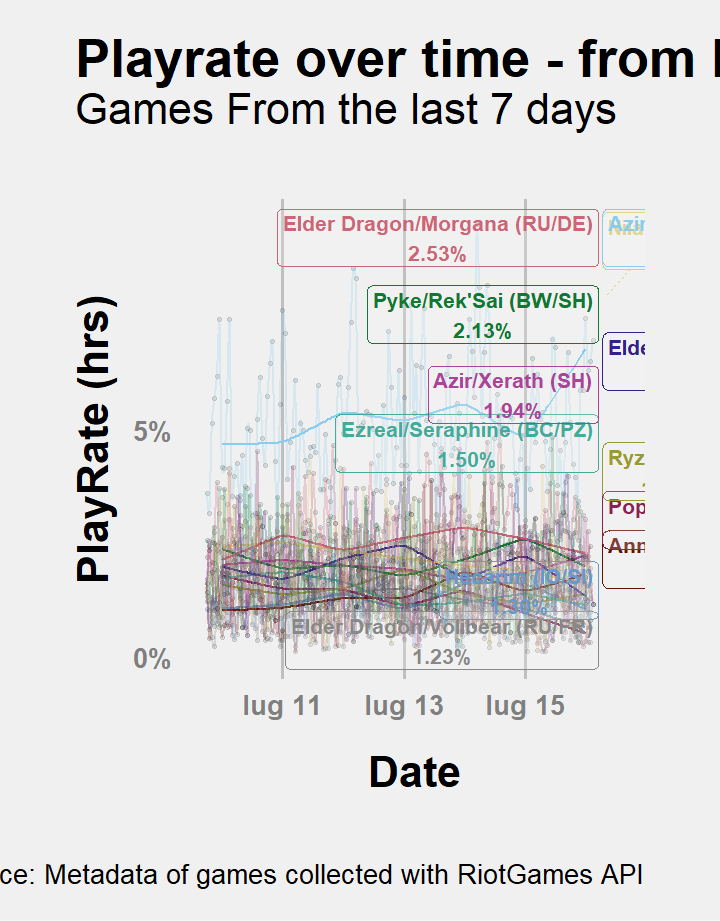 Playrate over time - from
Games From the last 7 days
PlayRate (hrs)
5%
0%
Elder Dragon/Morgana (RU/DE)
2.53%
Pyke/Rek'Sai (BW/SH)
2.13%
Azir/Xerath (SH)
1.94%
Ezreal/Seraphine (BC/PZ)
1.50%
Elder Dragon/Volibear (RU/FR)
1.23%
Azir
Elde
Ryz
Pop
Ann
lug 11
lug 13
lug 15
Date
ce: Metadata of games collected with RiotGames API